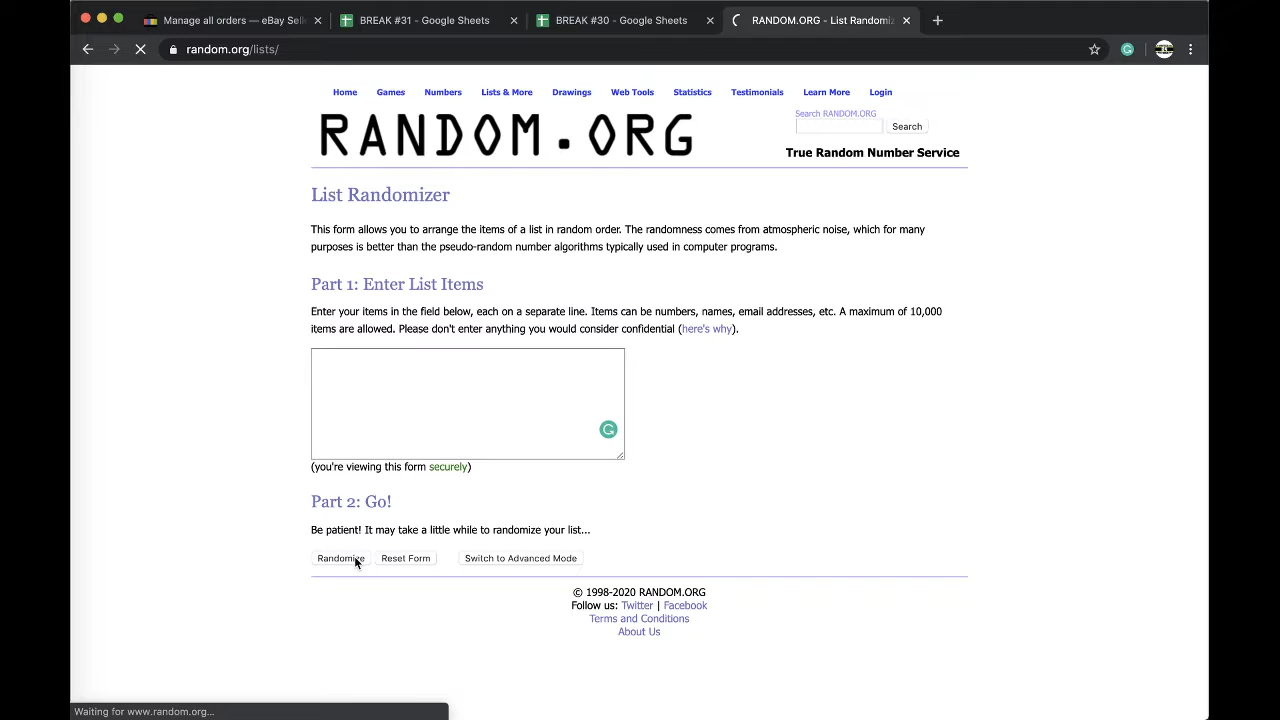 Manage all orders — eBay Sell
BREAK #31 - Google Sheets
BREAK #30 - Google Sheets
RANDOM.ORG - List Randomiz
random.org/lists/
Home Games Numbers Lists & More Drawings Web Tools Statistics Testimonials Learn More Login
Search RANDOM.ORG
RANDOM.ORG
Search
True Random Number Service
List Randomizer
This form allows you to arrange the items of a list in random order. The randomness comes from atmospheric noise, which for many
purposes is better than the pseudo-random number algorithms typically used in computer programs.
Part 1: Enter List Items
Enter your items in the field below, each on a separate line. Items can be numbers, names, email addresses, etc. A maximum of 10,000
items are allowed. Please don't enter anything you would consider confidential (here's why).
(you're viewing this form securely)
Part 2: Go!
Be patient! It may take a little while to randomize your list...
Randomize Reset Form Switch to Advanced Mode
© 1998-2020 RANDOM.ORG
Follow us: Twitter | Facebook
Terms and Conditions
About Us
Waiting for www.random.org...